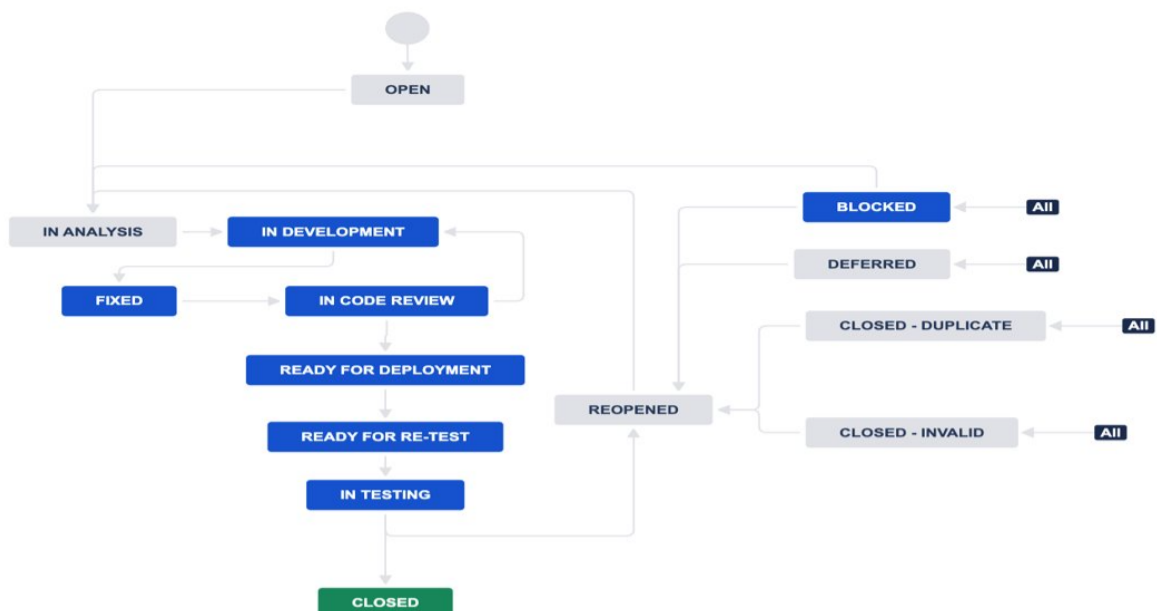 OPEN
BLOCKED
All
IN ANALYSIS
IN DEVELOPMENT
DEFERRED
All
FIXED
IN CODE REVIEW
CLOSED - DUPLICATE
All
READY FOR DEPLOYMENT
REOPENED
READY FOR RE-TEST
CLOSED - INVALID
All
IN TESTING
CLOSED